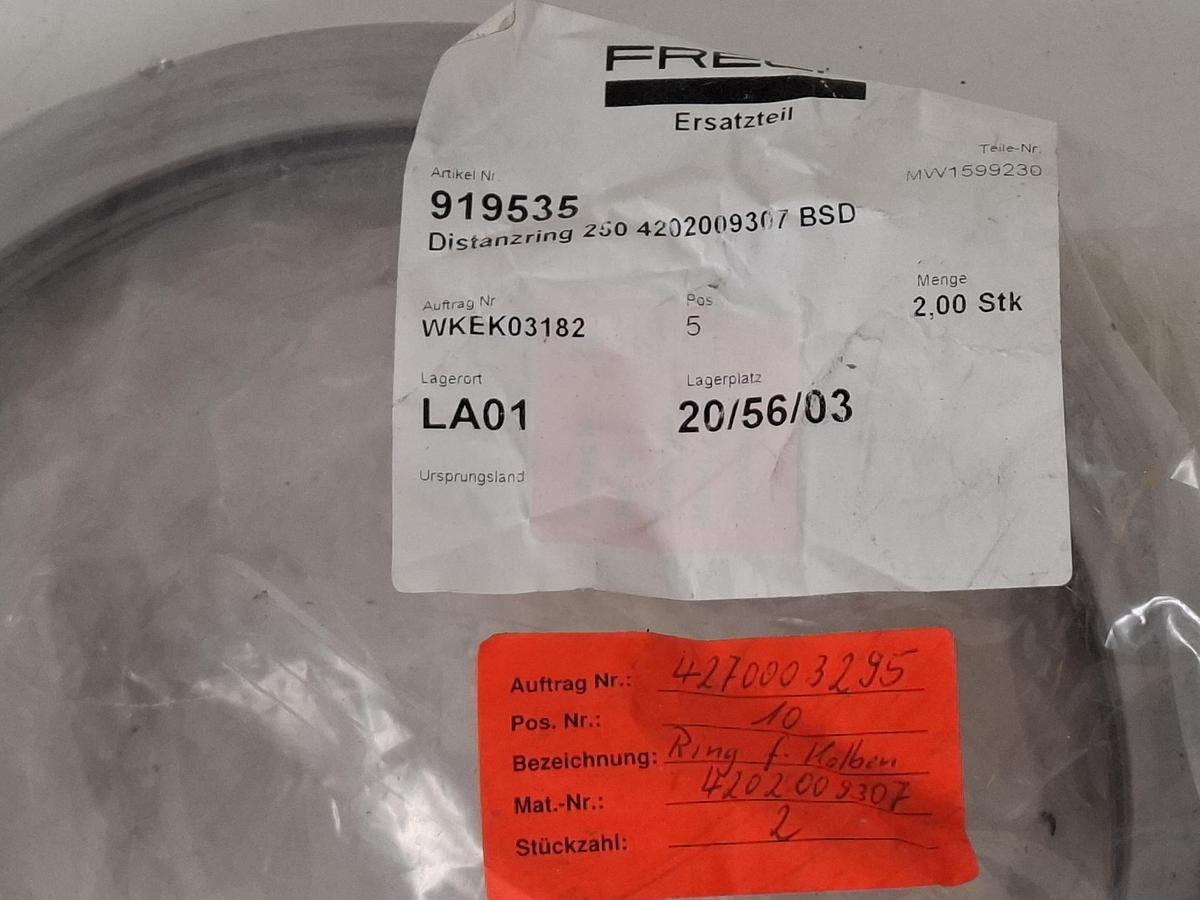 Ersatzteil
Teile-Nr.
MW1599230
Artikel Nr.
919535
Distanzring 250 4202009307 BSD
Menge
2,00 Stk
Auftrag Nr
WKEK03182
Pos
5
Lagerort
LA01
Lagerplatz
20/56/03
Ursprungsland
Auftrag Nr.: 4270003295
Pos. Nr.: 10
Bezeichnung: Ring f. Kolben
Mat.-Nr.: 4202009307
Stückzahl: 2